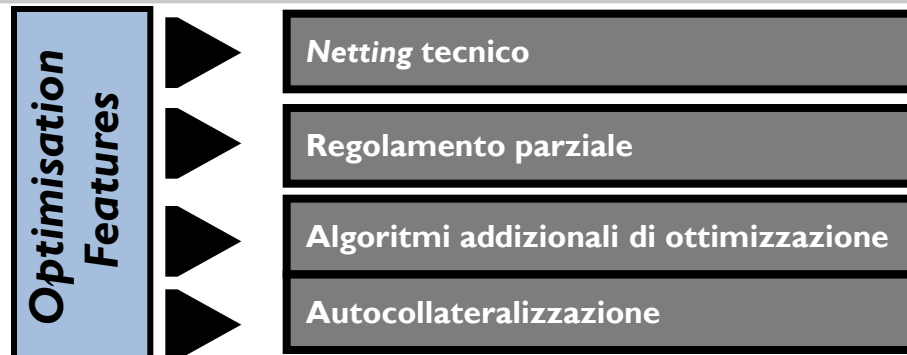 Optimisation
Features
Netting tecnico
Regolamento parziale
Algoritmi addizionali di ottimizzazione
Autocollateralizzazione